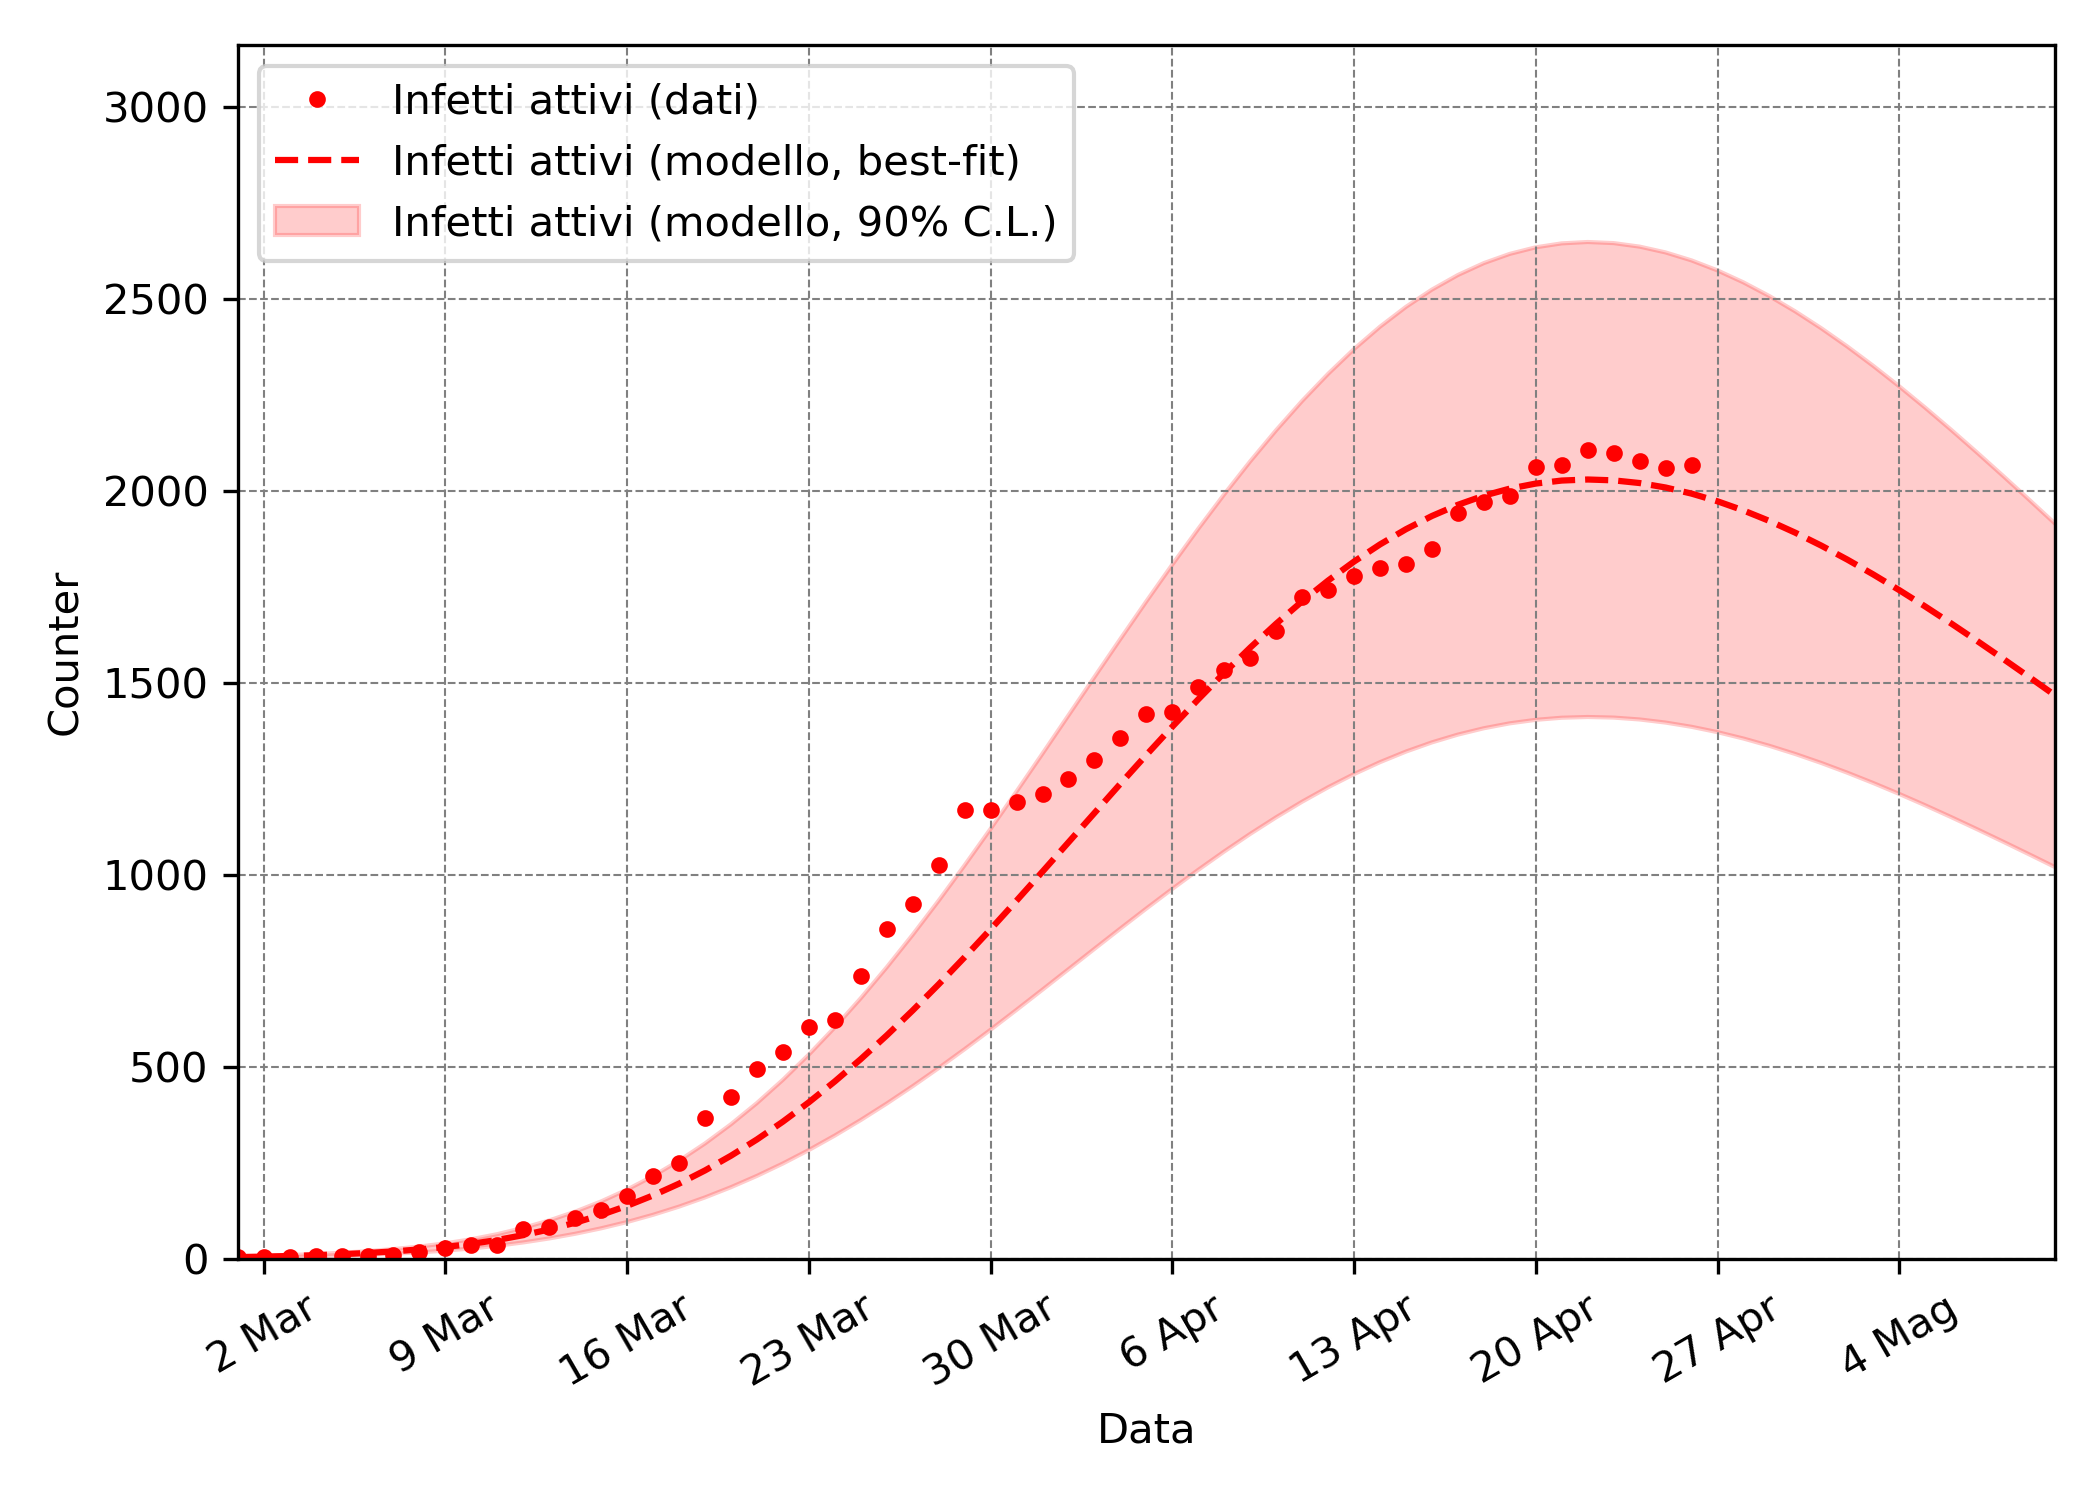 Infetti attivi (dati)
Infetti attivi (modello, best-fit)
Infetti attivi (modello, 90% C.L.)
3000
2500
2000
1500
1000
500
0
Counter
2 Mar
9 Mar
16 Mar
23 Mar
30 Mar
6 Apr
13 Apr
20 Apr
27 Apr
4 Mag
Data